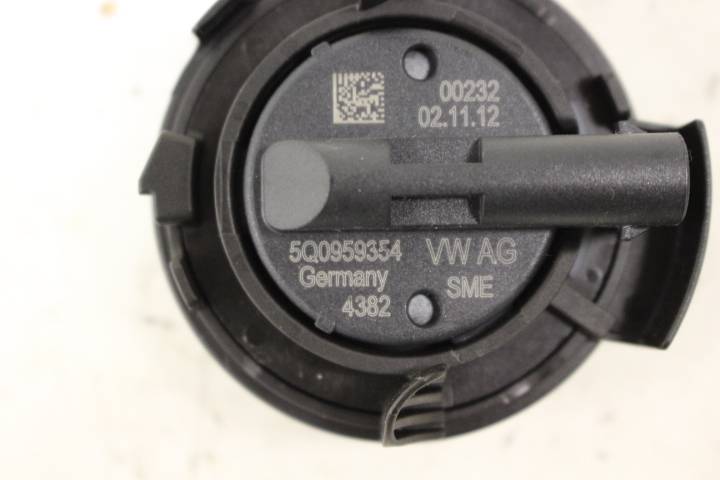 00232
02.11.12
5Q0959354 VW AG
Germany SME
4382